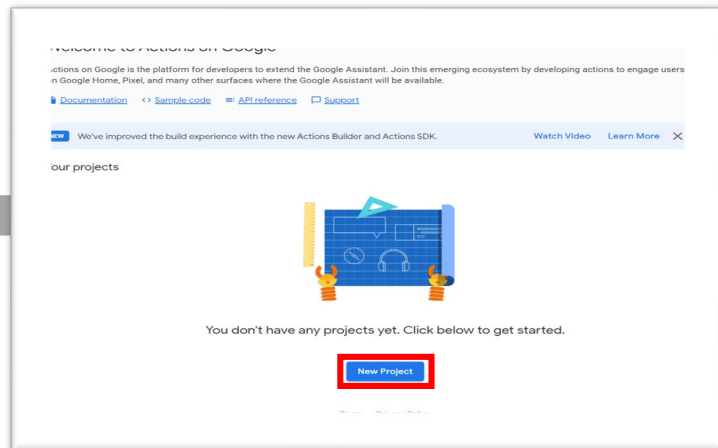 Welcome to Actions on Google
Actions on Google is the platform for developers to extend the Google Assistant. Join this emerging ecosystem by developing actions to engage users
on Google Home, Pixel, and many other surfaces where the Google Assistant will be available.
Documentation <> Sample code API reference Support
NEW We've improved the build experience with the new Actions Builder and Actions SDK. Watch Video Learn More
Your projects
You don't have any projects yet. Click below to get started.
New Project
Terms Privacy Policy